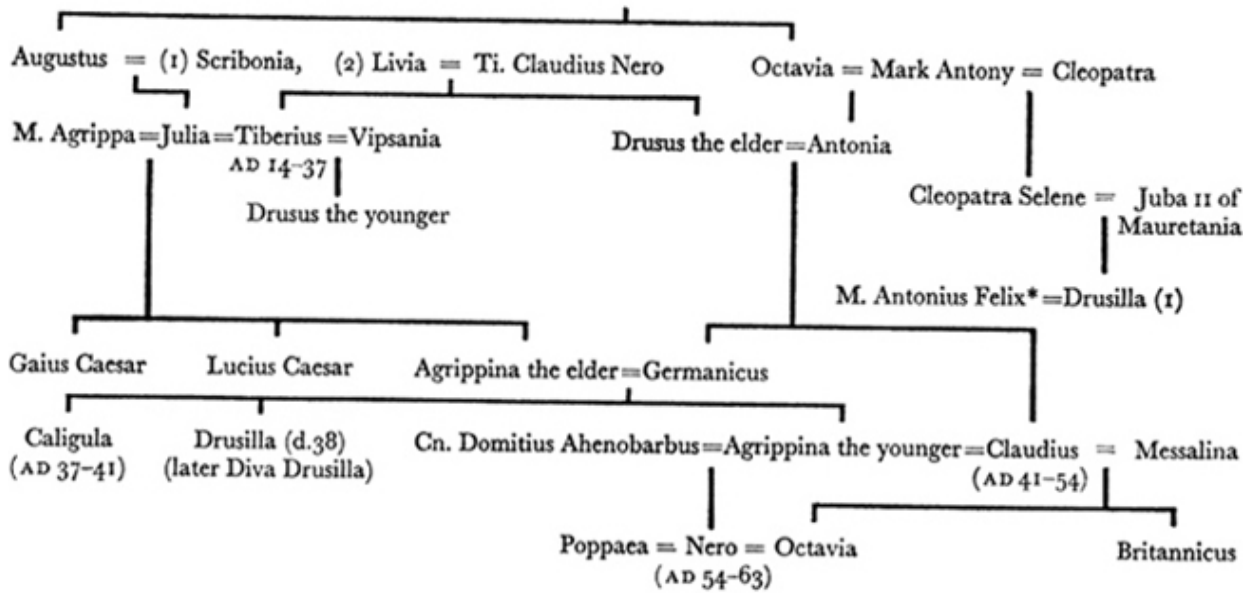 Augustus = (1) Scribonia, (2) Livia = Ti. Claudius Nero Octavia = Mark Antony = Cleopatra
M. Agrippa=Julia=Tiberius=Vipsania Drusus the elder=Antonia
AD 14-37
Cleopatra Selene = Juba II of
Drusus the younger Mauretania
M. Antonius Felix*=Drusilla (1)
Gaius Caesar Lucius Caesar Agrippina the elder=Germanicus
Caligula Drusilla (d.38) Cn. Domitius Ahenobarbus=Agrippina the younger=Claudius = Messalina
(AD 37-41) (later Diva Drusilla) (AD 41-54)
Poppaea = Nero = Octavia Britannicus
(AD 54-63)